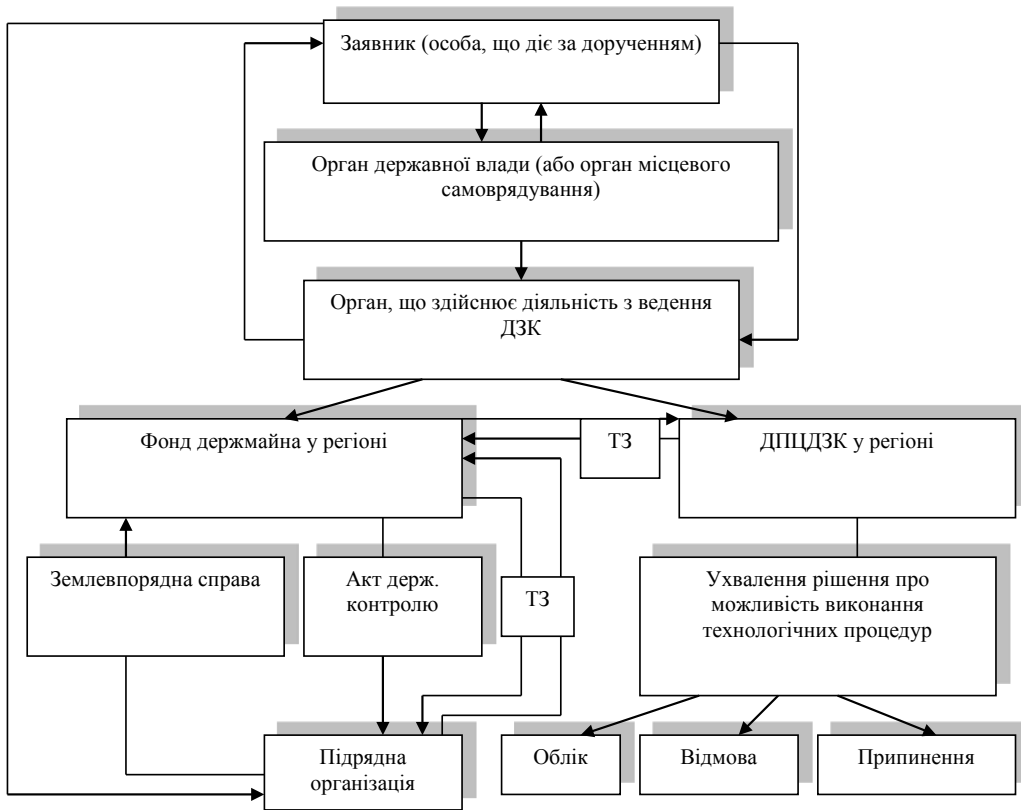 Заявник (особа, що діє за дорученням)
Орган державної влади (або орган місцевого
самоврядування)
Орган, що здійснює діяльність з ведення
ДЗК
Фонд держмайна у регіоні
ТЗ
ДПЦДЗК у регіоні
Землевпорядна справа
Акт держ.
контролю
ТЗ
Ухвалення рішення про
можливість виконання
технологічних процедур
Підрядна
організація
Облік
Відмова
Припинення